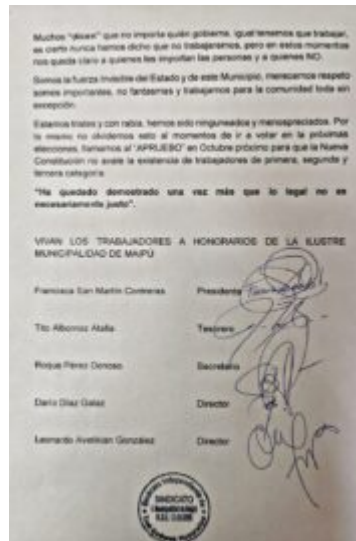 Muchos "dicen" que no importa quién gobierna, igual tenemos que trabajar,
es cierto nunca hemos dicho que no trabajaremos, pero en estos momentos
nos queda claro a quienes les importan las personas y a quienes NO.
Somos la fuerza invisible del Estado y de este Municipio, merecemos respeto
somos importantes, no fantasmas y trabajamos para la comunidad toda sin
excepción.
Estamos tristes y con rabia, hemos sido ninguneados y menospreciados. Por
lo mismo no olvidemos esto al momentos de ir a votar en la próximas
elecciones, llamamos al "APRUEBO" en Octubre próximo para que la Nueva
Constitución no avale la existencia de trabajadores de primera, segunda y
tercera categoría.
"Ha quedado demostrado una vez más que lo legal no es
necesariamente justo".
VIVAN LOS TRABAJADORES A HONORARIOS DE LA ILUSTRE
MUNICIPALIDAD DE MAIPÚ
Francisca San Martín Contreras Presidenta
Tito Albornoz Atalla Tesorero
Roque Pérez Donoso Secretario
Darío Díaz Galaz Director
Leonardo Avetikian González Director
SINDICATO